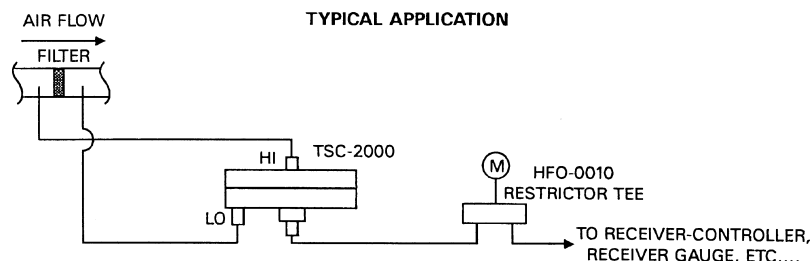 TYPICAL APPLICATION
AIR FLOW
FILTER
HI
TSC-2000
LO
M
HFO-0010
RESTRICTOR TEE
TO RECEIVER-CONTROLLER,
RECEIVER GAUGE, ETC....